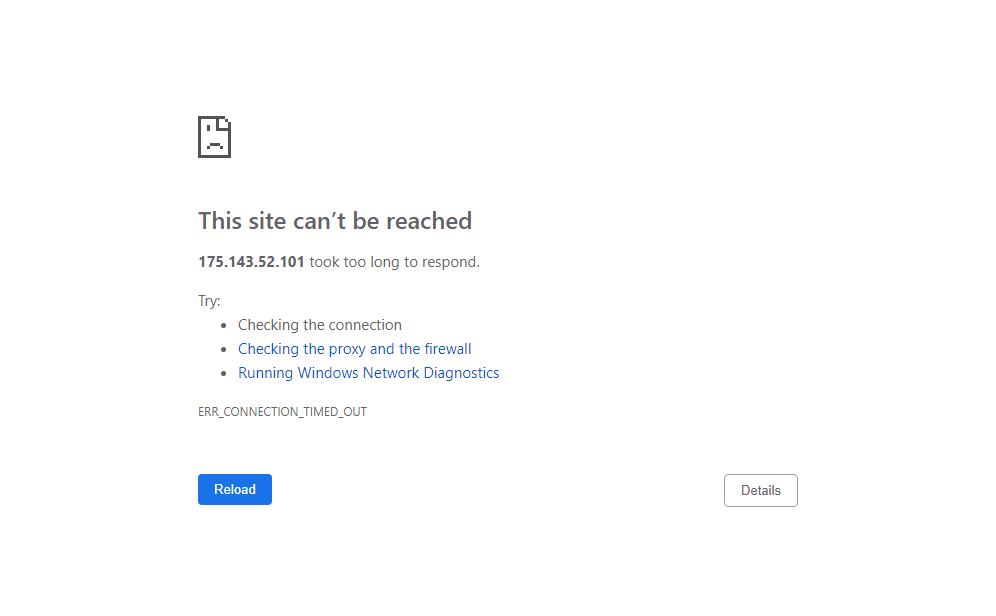 This site can’t be reached
175.143.52.101 took too long to respond.
Try:
Checking the connection
Checking the proxy and the firewall
Running Windows Network Diagnostics
ERR_CONNECTION_TIMED_OUT
Reload
Details